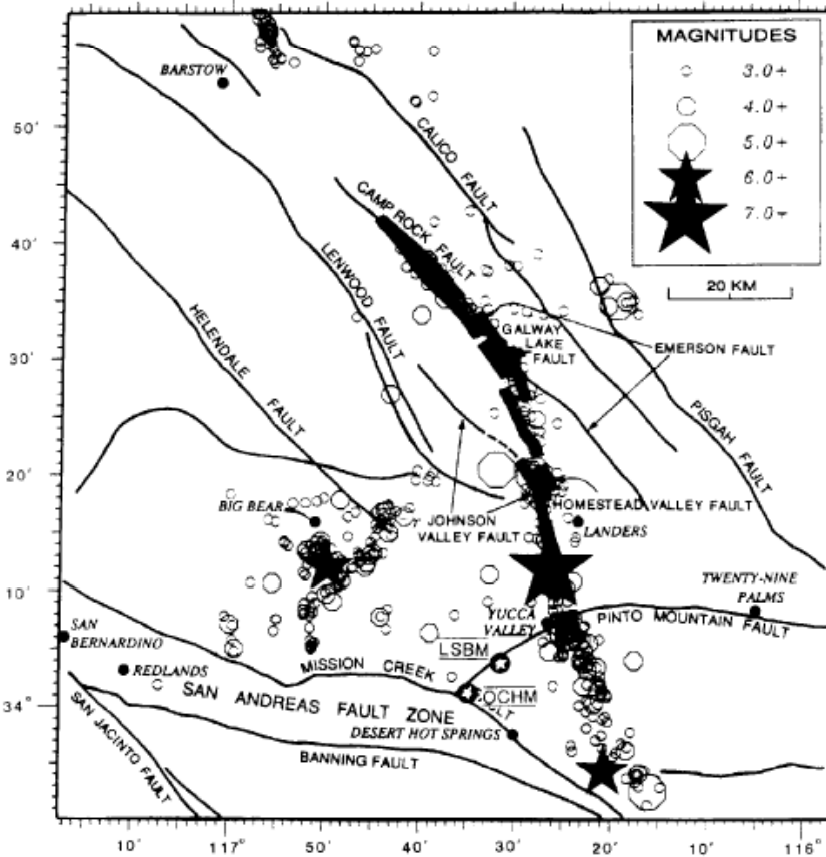 MAGNITUDES
3.0+
4.0+
5.0+
6.0+
7.0+
20 KM
BARSTOW
CALICO FAULT
CAMP ROCK FAULT
LENWOOD FAULT
HELENDALE FAULT
GALWAY
LAKE
FAULT
EMERSON FAULT
PISGAH FAULT
HOMESTEAD VALLEY FAULT
JOHNSON
VALLEY FAULT
LANDERS
BIG BEAR
TWENTY-NINE
PALMS
YUCCA
VALLEY
PINTO MOUNTAIN FAULT
LSBM
SAN
BERNARDINO
REDLANDS
MISSION CREEK
SAN ANDREAS FAULT ZONE
DESERT HOT SPRINGS
BANNING FAULT
SAN JACINTO FAULT
50'
40'
30'
20'
10'
34°
10'
117°
50'
40'
30'
20'
10'
116°